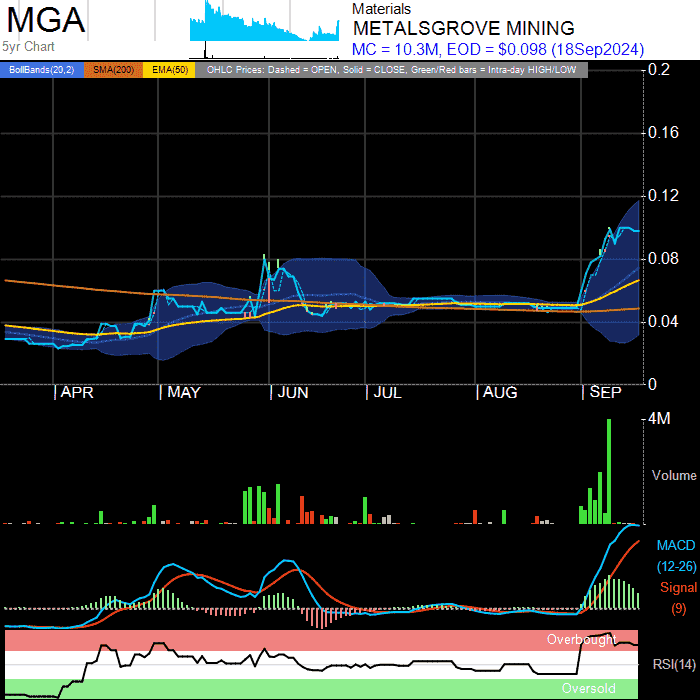 MGA
5yr Chart
Materials
METALSGROVE MINING
MC = 10.3M, EOD = $0.098 (18Sep2024)
BollBands(20,2) SMA(200) EMA(50) OHLC Prices: Dashed = OPEN, Solid = CLOSE, Green/Red bars = Intra-day HIGH/LOW
0.2
0.16
0.12
0.08
0.04
0
APR MAY JUN JUL AUG SEP
4M
Volume
MACD
(12-26)
Signal
(9)
Overbought
RSI(14)
Oversold